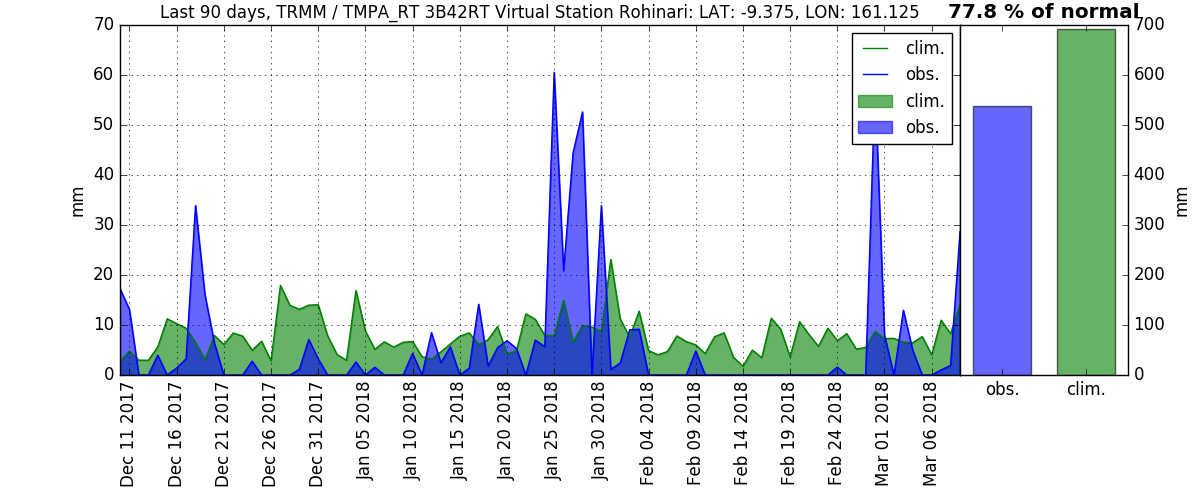 Last 90 days, TRMM / TMPA_RT 3B42RT Virtual Station Rohinari: LAT: -9.375, LON: 161.125
77.8 % of normal
70
60
50
40
30
20
10
0
mm
clim.
obs.
clim.
obs.
700
600
500
400
300
200
100
0
mm
Dec 11 2017
Dec 16 2017
Dec 21 2017
Dec 26 2017
Dec 31 2017
Jan 05 2018
Jan 10 2018
Jan 15 2018
Jan 20 2018
Jan 25 2018
Jan 30 2018
Feb 04 2018
Feb 09 2018
Feb 14 2018
Feb 19 2018
Feb 24 2018
Mar 01 2018
Mar 06 2018
obs.
clim.